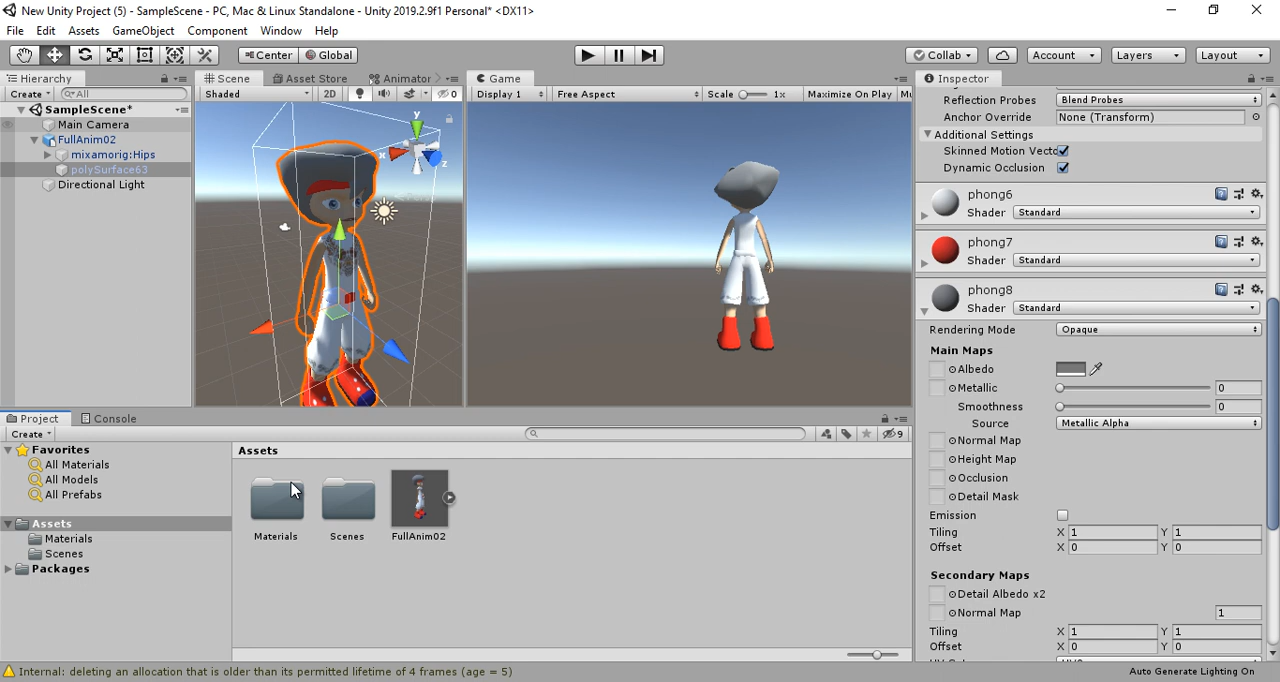 New Unity Project (5) - SampleScene - PC, Mac & Linux Standalone - Unity 2019.2.9f1 Personal* <DX11>
File Edit Assets GameObject Component Window Help
Center Global Collab Account Layers Layout
Hierarchy
Create All
SampleScene*
Main Camera
FullAnim02
mixamorig:Hips
polySurface63
Directional Light
Scene Asset Store Animator
Shaded 2D 0
y
x
z
Game
Display 1 Free Aspect Scale 1x Maximize On Play Mu
Inspector
Reflection Probes Blend Probes
Anchor Override None (Transform)
Additional Settings
Skinned Motion Vecto
Dynamic Occlusion
phong6
Shader Standard
phong7
Shader Standard
phong8
Shader Standard
Rendering Mode Opaque
Main Maps
Albedo
Metallic 0
Smoothness 0
Source Metallic Alpha
Normal Map
Height Map
Occlusion
Detail Mask
Emission
Tiling X 1 Y 1
Offset X 0 Y 0
Secondary Maps
Detail Albedo x2
Normal Map 1
Tiling X 1 Y 1
Offset X 0 Y 0
Project Console
Create 9
Favorites
All Materials
All Models
All Prefabs
Assets
Materials
Scenes
Packages
Assets
Materials Scenes FullAnim02
Internal: deleting an allocation that is older than its permitted lifetime of 4 frames (age = 5)
Auto Generate Lighting On